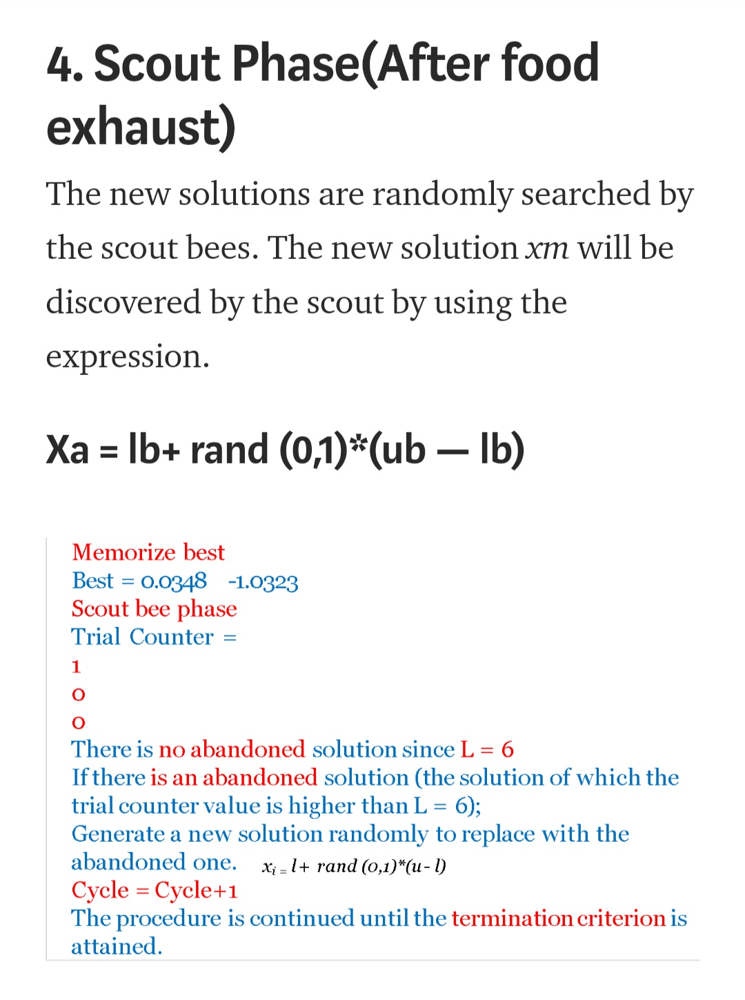 4. Scout Phase(After food
exhaust)
The new solutions are randomly searched by
the scout bees. The new solution xm will be
discovered by the scout by using the
expression.
Xa = lb+ rand (0,1)*(ub — lb)
Memorize best
Best = 0.0348 -1.0323
Scout bee phase
Trial Counter =
1
0
0
There is no abandoned solution since L = 6
If there is an abandoned solution (the solution of which the
trial counter value is higher than L = 6);
Generate a new solution randomly to replace with the
abandoned one. xᵢ = l+ rand (0,1)*(u- l)
Cycle = Cycle+1
The procedure is continued until the termination criterion is
attained.